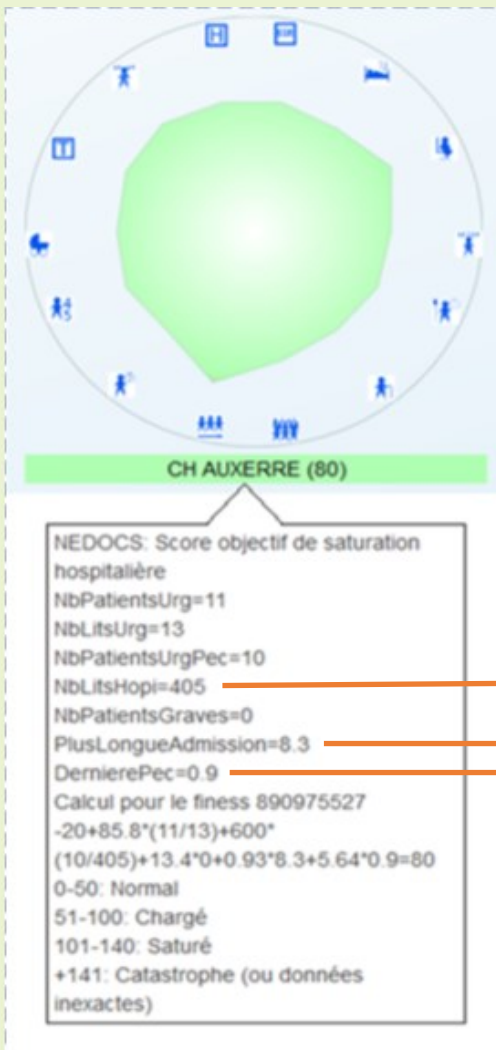 H
T
4
5
CH AUXERRE (80)
NEDOCS: Score objectif de saturation
hospitalière
NbPatientsUrg=11
NbLitsUrg=13
NbPatientsUrgPec=10
NbLitsHopi=405
NbPatientsGraves=0
PlusLongueAdmission=8.3
DernierePec=0.9
Calcul pour le finess 890975527
-20+85.8*(11/13)+600*
(10/405)+13.4*0+0.93*8.3+5.64*0.9=80
0-50: Normal
51-100: Chargé
101-140: Saturé
+141: Catastrophe (ou données
inexactes)